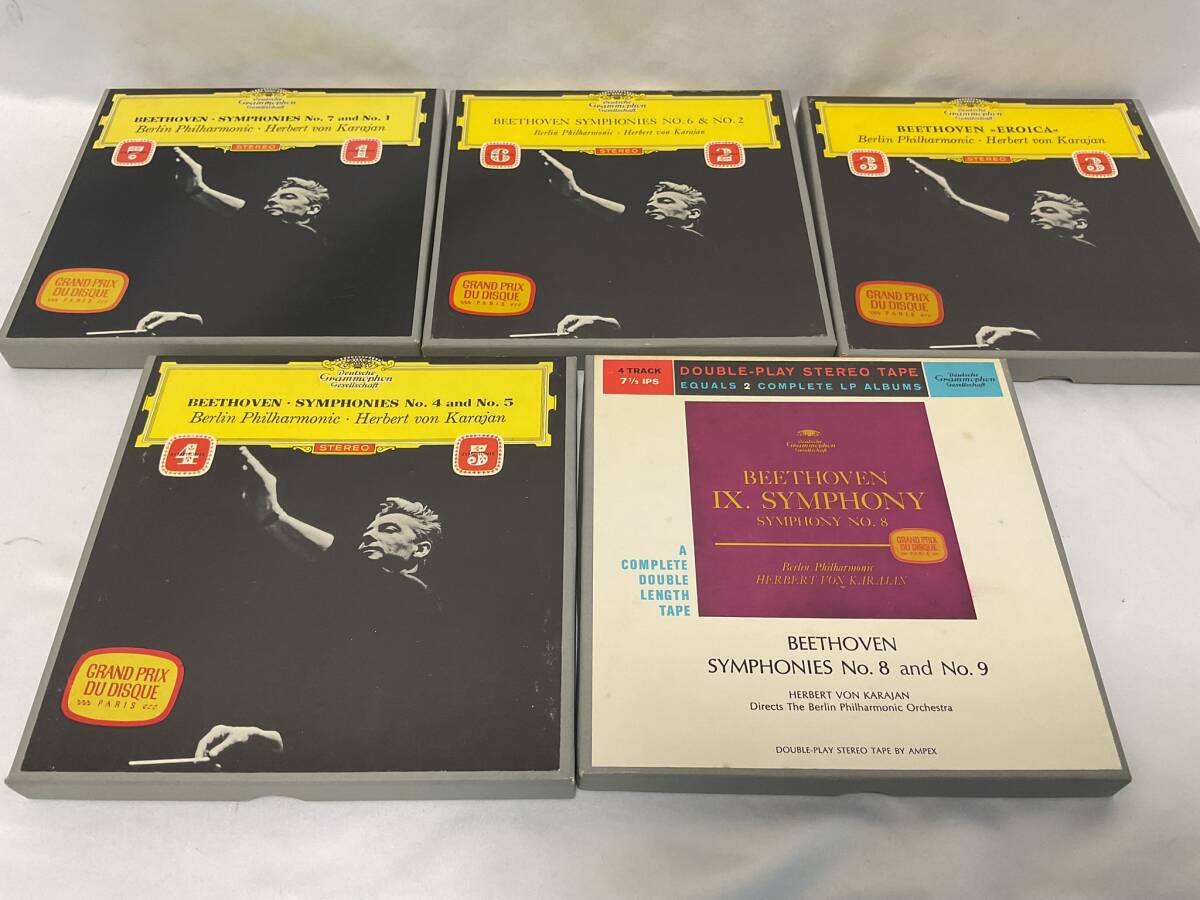 Deutsche
Grammophon
Gesellschaft
BEETHOVEN · SYMPHONIES No. 7 and No. 1
Berlin Philharmonic · Herbert von Karajan
STEREO
7
1
GRAND PRIX
DU DISQUE
PARIS
Deutsche
Grammophon
Gesellschaft
BEETHOVEN SYMPHONIES NO. 6 & NO. 2
Berlin Philharmonic · Herbert von Karajan
STEREO
6
2
GRAND PRIX
DU DISQUE
PARIS
Deutsche
Grammophon
Gesellschaft
BEETHOVEN »EROICA«
Berlin Philharmonic · Herbert von Karajan
STEREO
3
3
GRAND PRIX
DU DISQUE
PARIS
Deutsche
Grammophon
Gesellschaft
BEETHOVEN · SYMPHONIES No. 4 and No. 5
Berlin Philharmonic · Herbert von Karajan
STEREO
4
5
GRAND PRIX
DU DISQUE
PARIS
4 TRACK
7½ IPS
DOUBLE-PLAY STEREO TAPE
EQUALS 2 COMPLETE LP ALBUMS
Deutsche
Grammophon
Gesellschaft
Deutsche
Grammophon
Gesellschaft
BEETHOVEN
IX. SYMPHONY
SYMPHONY NO. 8
GRAND PRIX
DU DISQUE
PARIS
Berlin Philharmonic
HERBERT VON KARAJAN
A
COMPLETE
DOUBLE
LENGTH
TAPE
BEETHOVEN
SYMPHONIES No. 8 and No. 9
HERBERT VON KARAJAN
Directs The Berlin Philharmonic Orchestra
DOUBLE-PLAY STEREO TAPE BY AMPEX